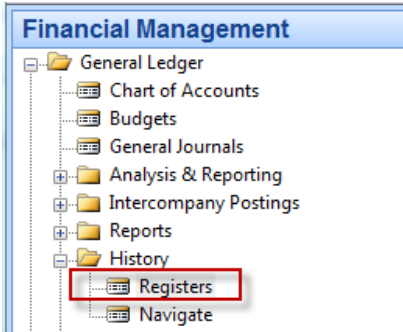 Financial Management
General Ledger
Chart of Accounts
Budgets
General Journals
Analysis & Reporting
Intercompany Postings
Reports
History
Registers
Navigate